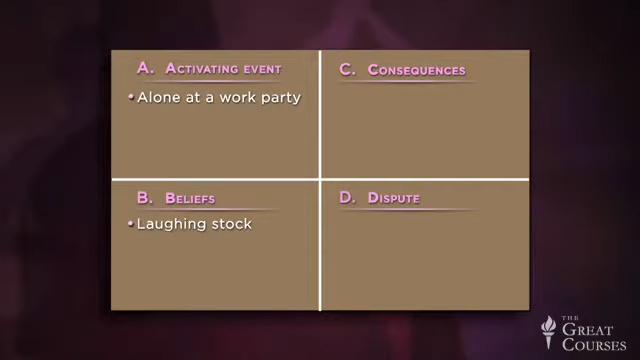 A. Activating event
• Alone at a work party
C. Consequences
B. Beliefs
• Laughing stock
D. Dispute
THE
GREAT
COURSES